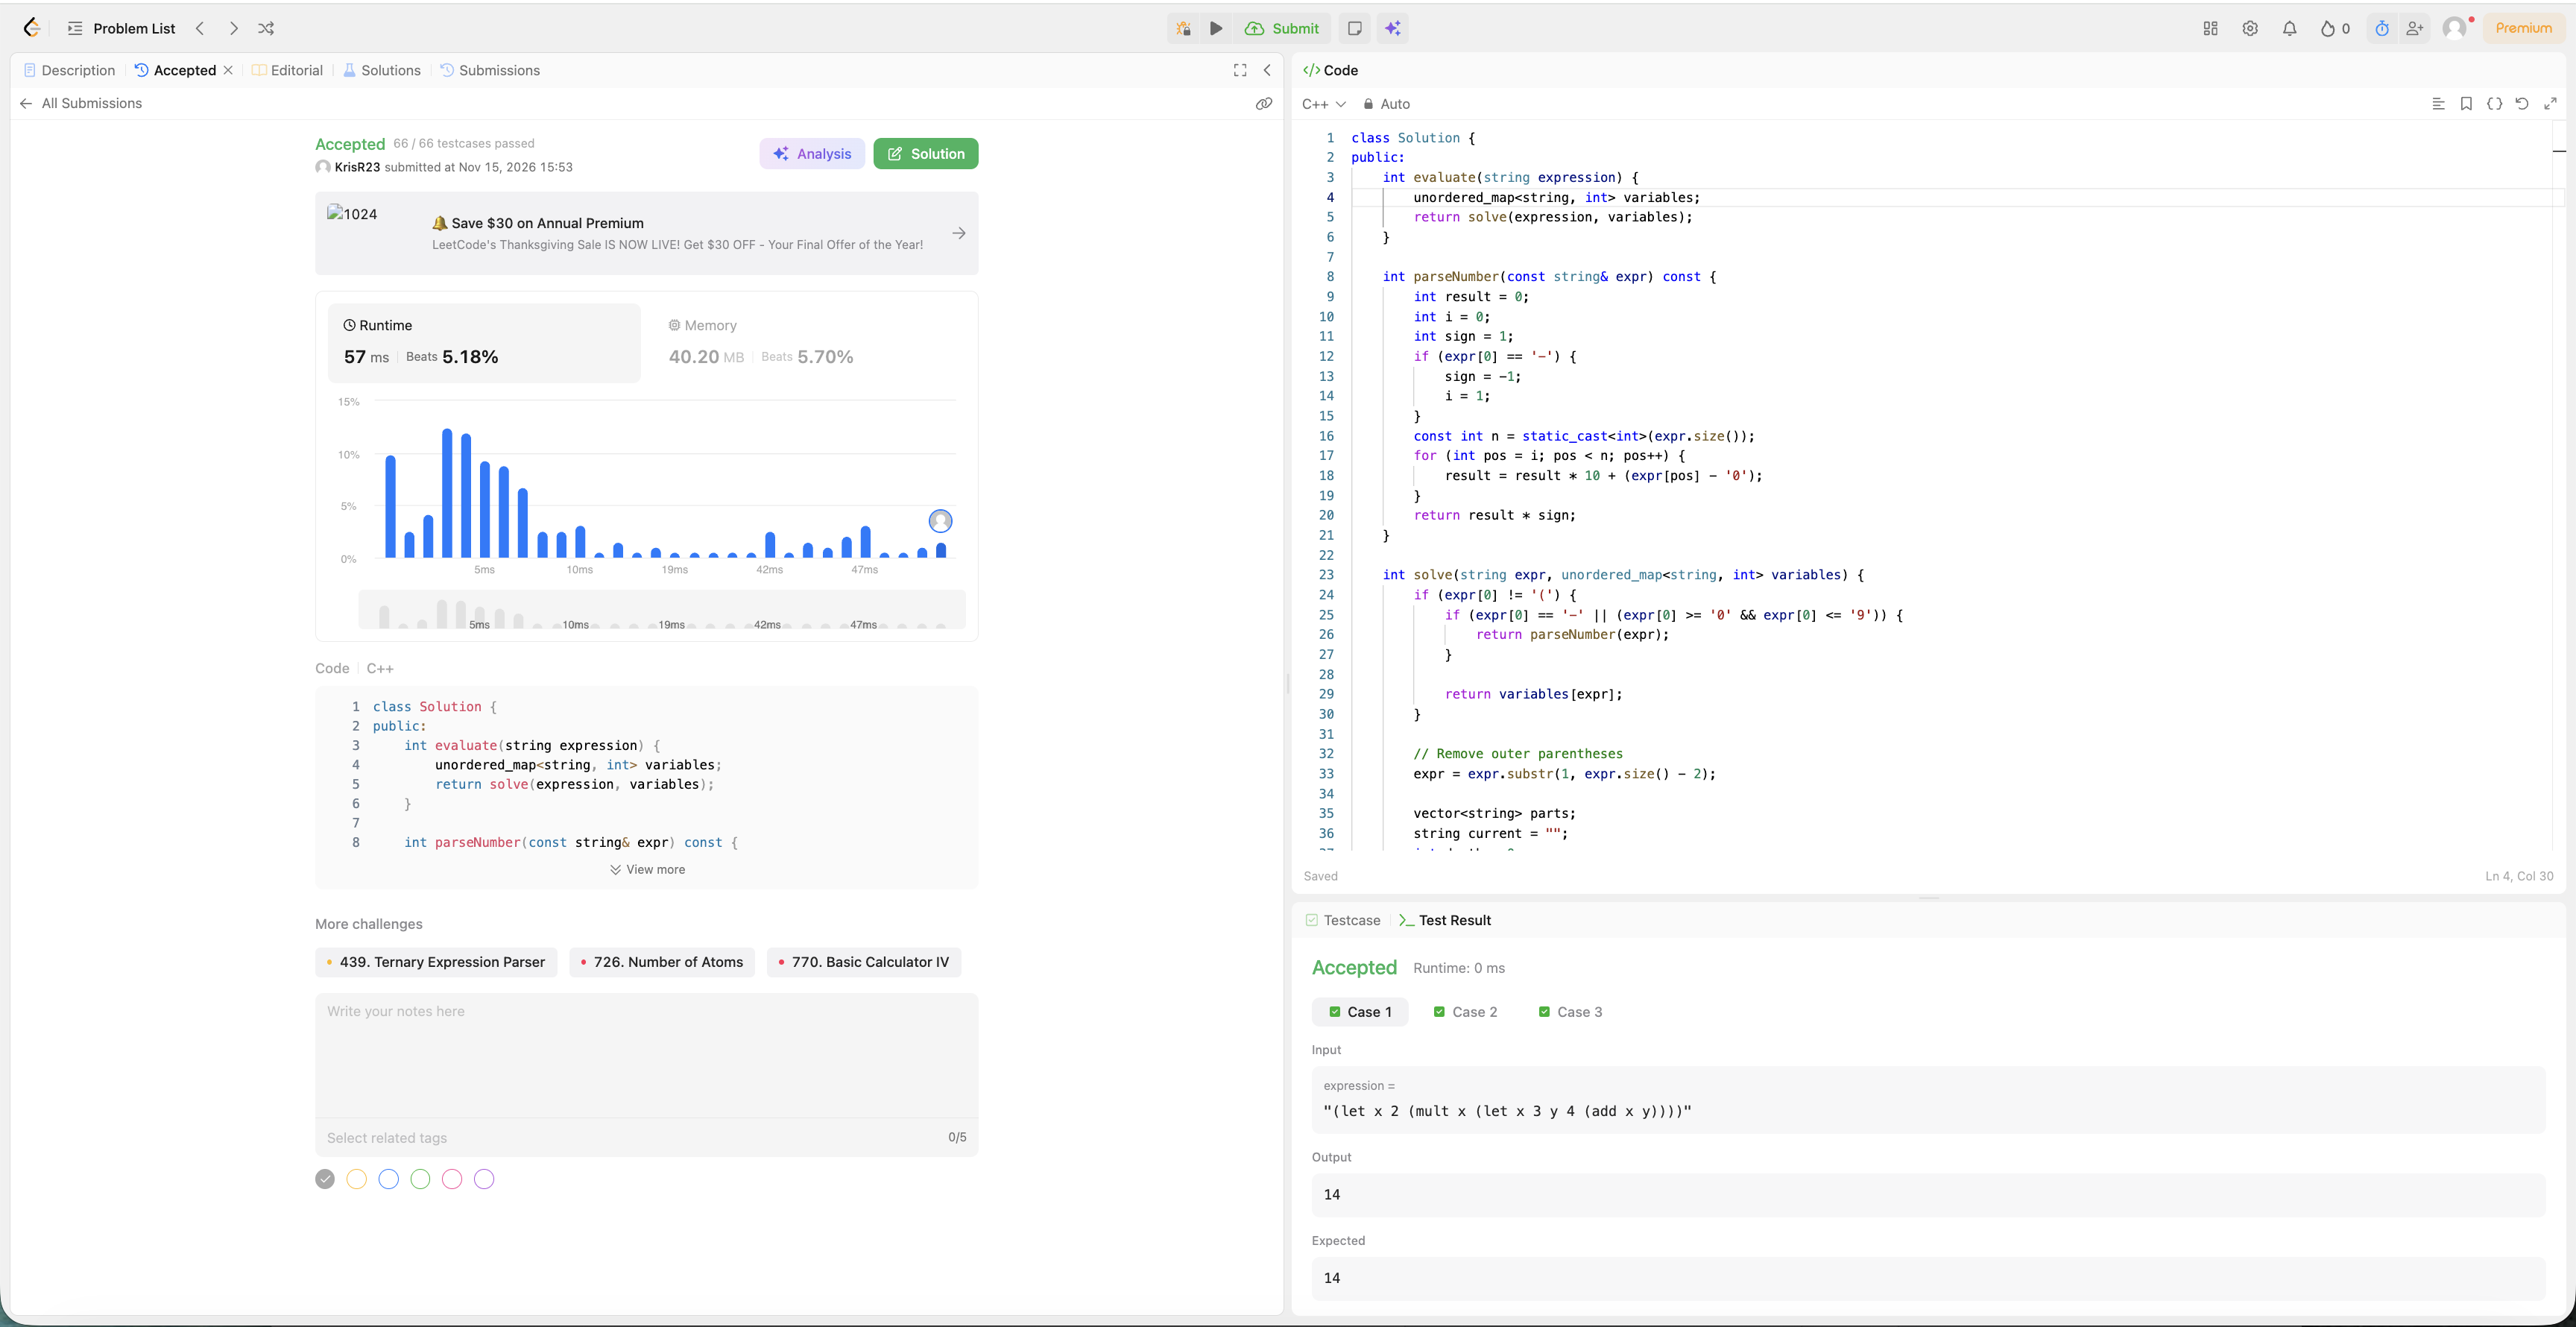 Problem List
Submit
0
Premium
Description
Accepted
Editorial
Solutions
Submissions
All Submissions
Accepted 66 / 66 testcases passed
KrisR23 submitted at Nov 15, 2026 15:53
Analysis
Solution
1024
Save $30 on Annual Premium
LeetCode's Thanksgiving Sale IS NOW LIVE! Get $30 OFF - Your Final Offer of the Year!
Runtime
57 ms Beats 5.18%
Memory
40.20 MB Beats 5.70%
15%
10%
5%
0%
5ms 10ms 19ms 42ms 47ms
5ms 10ms 19ms 42ms 47ms
Code C++
1 class Solution {
2 public:
3 int evaluate(string expression) {
4 unordered_map<string, int> variables;
5 return solve(expression, variables);
6 }
7
8 int parseNumber(const string& expr) const {
View more
More challenges
439. Ternary Expression Parser
726. Number of Atoms
770. Basic Calculator IV
Write your notes here
Select related tags 0/5
</> Code
C++ Auto
1 class Solution {
2 public:
3 int evaluate(string expression) {
4 unordered_map<string, int> variables;
5 return solve(expression, variables);
6 }
7
8 int parseNumber(const string& expr) const {
9 int result = 0;
10 int i = 0;
11 int sign = 1;
12 if (expr[0] == '-') {
13 sign = -1;
14 i = 1;
15 }
16 const int n = static_cast<int>(expr.size());
17 for (int pos = i; pos < n; pos++) {
18 result = result * 10 + (expr[pos] - '0');
19 }
20 return result * sign;
21 }
22
23 int solve(string expr, unordered_map<string, int> variables) {
24 if (expr[0] != '(') {
25 if (expr[0] == '-' || (expr[0] >= '0' && expr[0] <= '9')) {
26 return parseNumber(expr);
27 }
28
29 return variables[expr];
30 }
31
32 // Remove outer parentheses
33 expr = expr.substr(1, expr.size() - 2);
34
35 vector<string> parts;
36 string current = "";
Saved
Ln 4, Col 30
Testcase
Test Result
Accepted Runtime: 0 ms
Case 1
Case 2
Case 3
Input
expression =
"(let x 2 (mult x (let x 3 y 4 (add x y))))"
Output
14
Expected
14